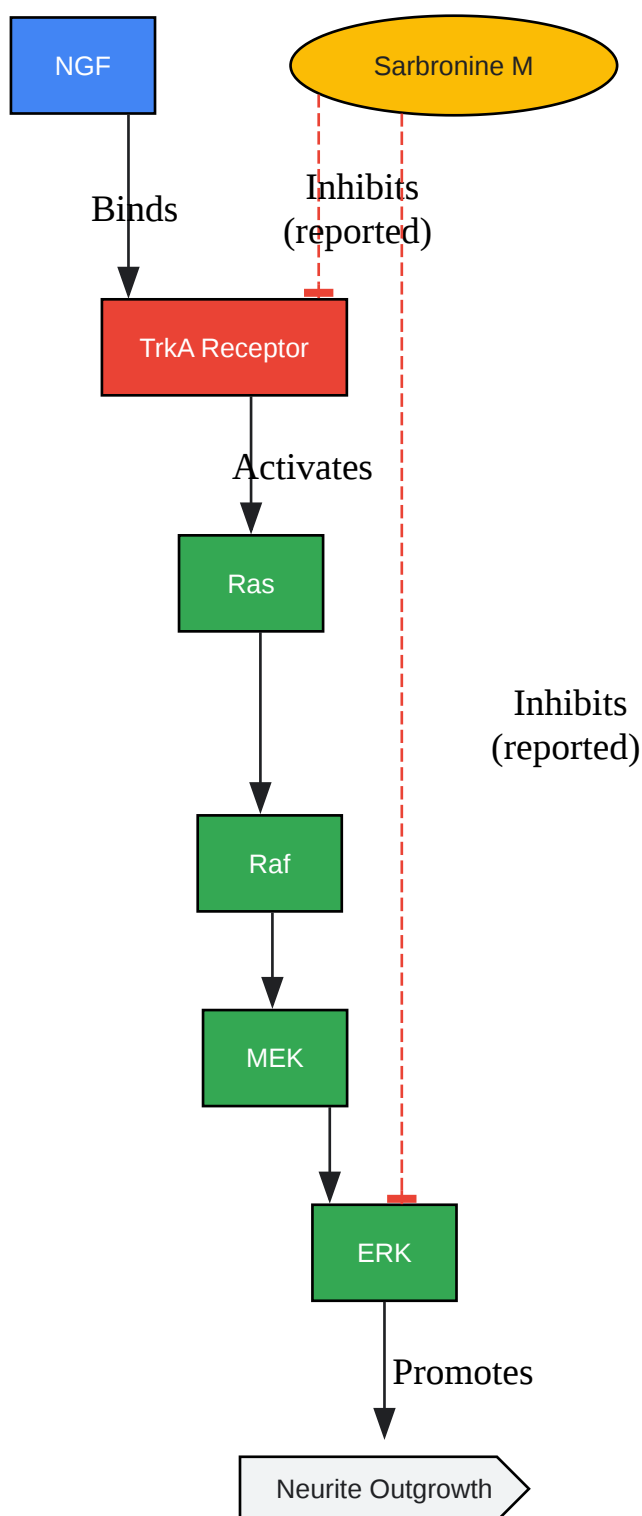 NGF
Sarbronine M
Binds
Inhibits
(reported)
TrkA Receptor
Activates
Ras
Inhibits
(reported)
Raf
MEK
ERK
Promotes
Neurite Outgrowth